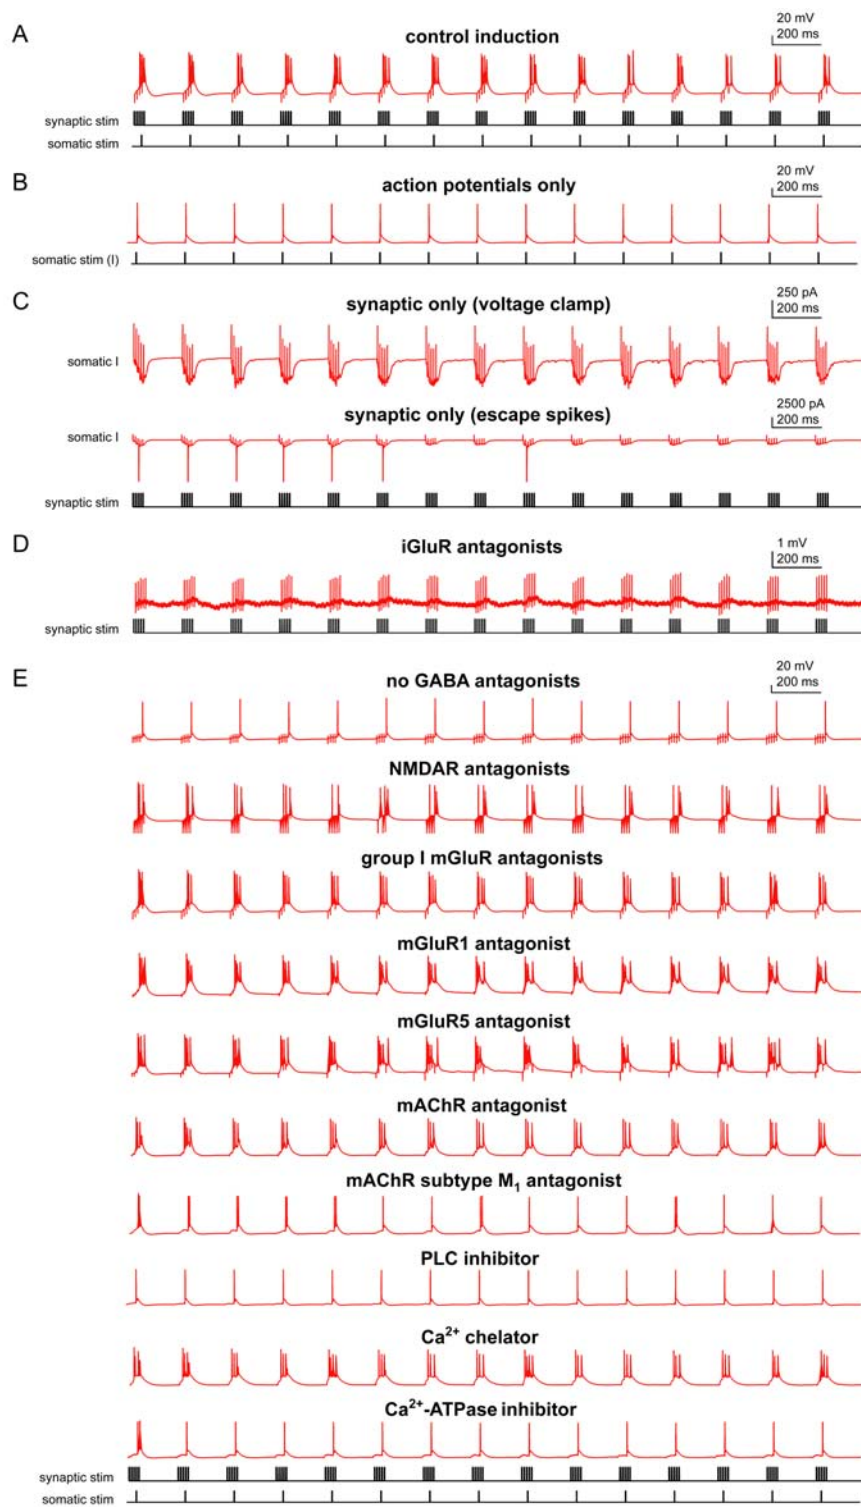 A
control induction
20 mV
200 ms
synaptic stim
somatic stim
B
action potentials only
20 mV
200 ms
somatic stim (I)
C
synaptic only (voltage clamp)
250 pA
200 ms
somatic I
synaptic only (escape spikes)
2500 pA
200 ms
somatic I
synaptic stim
D
iGluR antagonists
1 mV
200 ms
synaptic stim
E
no GABA antagonists
20 mV
200 ms
NMDAR antagonists
group I mGluR antagonists
mGluR1 antagonist
mGluR5 antagonist
mAChR antagonist
mAChR subtype M1 antagonist
PLC inhibitor
Ca2+ chelator
Ca2+-ATPase inhibitor
synaptic stim
somatic stim